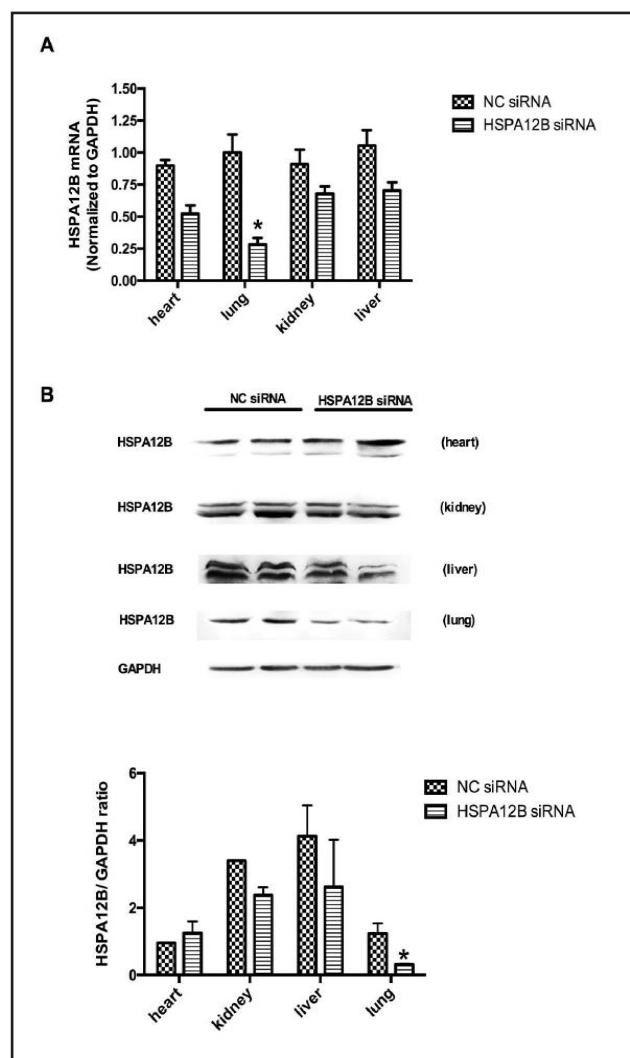 A
HSPA12B mRNA
(Normalized to GAPDH)
1.50
1.25
1.00
0.75
0.50
0.25
0.00
*
heart
lung
kidney
liver
NC siRNA
HSPA12B siRNA
B
NC siRNA HSPA12B siRNA
HSPA12B (heart)
HSPA12B (kidney)
HSPA12B (liver)
HSPA12B (lung)
GAPDH
HSPA12B/ GAPDH ratio
6
4
2
0
*
heart
kidney
liver
lung
NC siRNA
HSPA12B siRNA